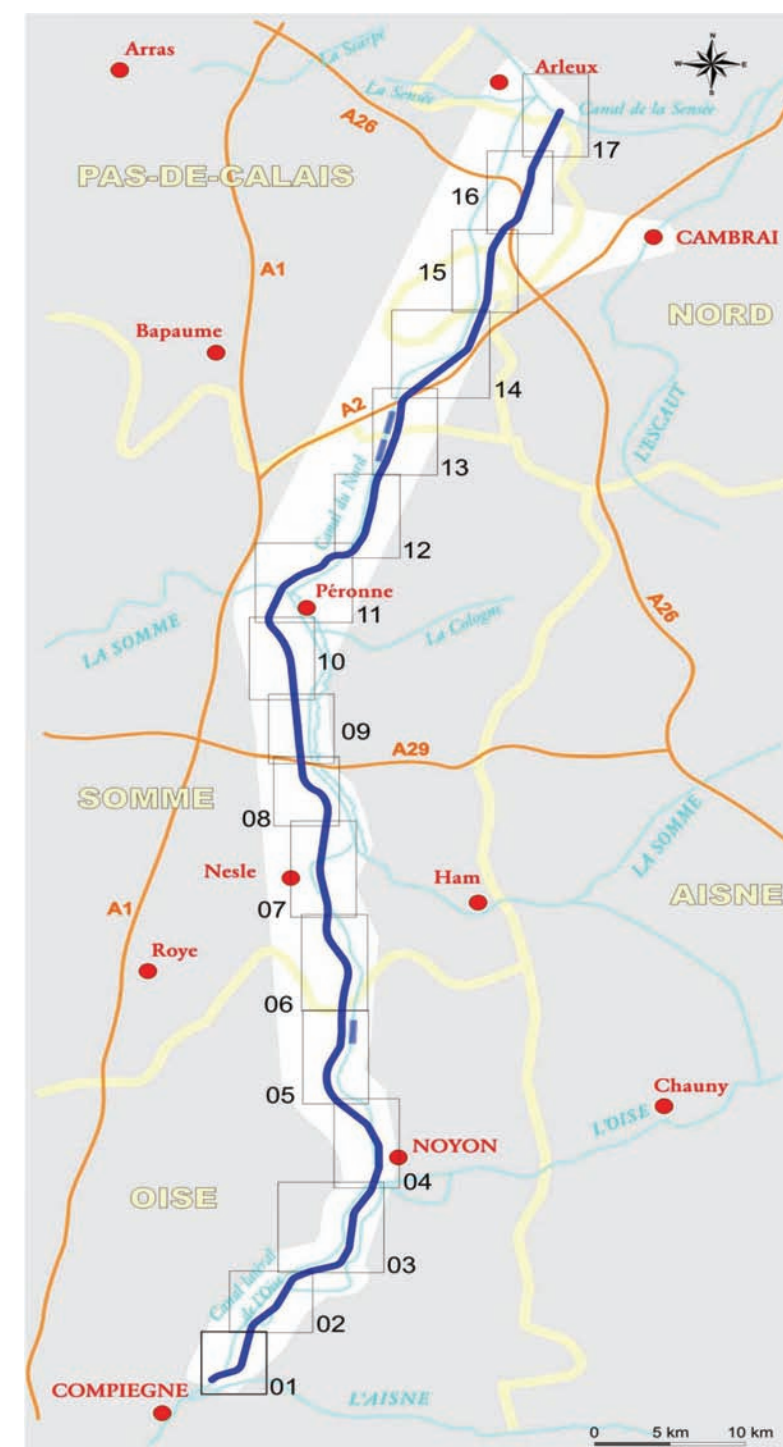 Arras
La Scarpe
Arleux
N
W E
S
La Sensée
Canal de la Sensée
A26
17
PAS-DE-CALAIS
16
CAMBRAI
15
A1
NORD
Bapaume
14
A2
L'ESCAUT
13
Canal du Nord
12
Péronne
11
A26
LA SOMME
La Cologne
10
09
A29
SOMME
08
LA SOMME
Nesle
Ham
AISNE
07
A1
Roye
06
05
Chauny
L'OISE
NOYON
04
OISE
03
Canal latéral
de l'Oise
02
01
COMPIEGNE
L'AISNE
0 5 km 10 km